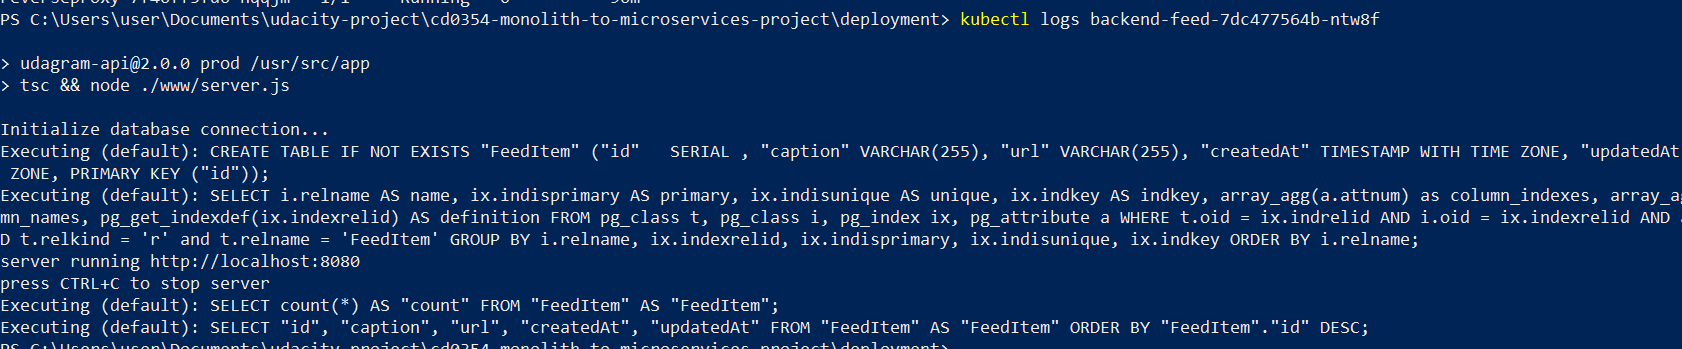 PS C:\Users\user\Documents\udacity-project\cd0354-monolith-to-microservices-project\deployment> kubectl logs backend-feed-7dc477564b-ntw8f
> udagram-api@2.0.0 prod /usr/src/app
> tsc && node ./www/server.js
Initialize database connection...
Executing (default): CREATE TABLE IF NOT EXISTS "FeedItem" ("id"   SERIAL , "caption" VARCHAR(255), "url" VARCHAR(255), "createdAt" TIMESTAMP WITH TIME ZONE, "updatedAt
ZONE, PRIMARY KEY ("id"));
Executing (default): SELECT i.relname AS name, ix.indisprimary AS primary, ix.indisunique AS unique, ix.indkey AS indkey, array_agg(a.attnum) as column_indexes, array_ag
mn_names, pg_get_indexdef(ix.indexrelid) AS definition FROM pg_class t, pg_class i, pg_index ix, pg_attribute a WHERE t.oid = ix.indrelid AND i.oid = ix.indexrelid AND
D t.relkind = 'r' and t.relname = 'FeedItem' GROUP BY i.relname, ix.indexrelid, ix.indisprimary, ix.indisunique, ix.indkey ORDER BY i.relname;
server running http://localhost:8080
press CTRL+C to stop server
Executing (default): SELECT count(*) AS "count" FROM "FeedItem" AS "FeedItem";
Executing (default): SELECT "id", "caption", "url", "createdAt", "updatedAt" FROM "FeedItem" AS "FeedItem" ORDER BY "FeedItem"."id" DESC;
PS C:\Users\user\Documents\udacity-project\cd0354-monolith-to-microservices-project\deployment>